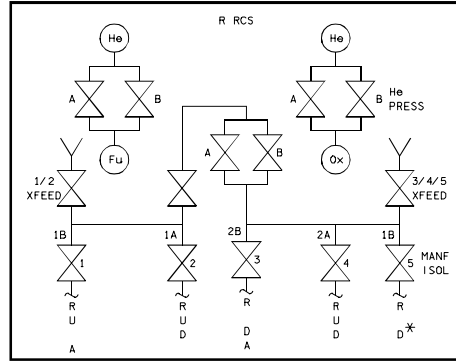 R RCS
He He
A B A B He
PRESS
Fu A B Ox
1/2
XFEED
3/4/5
XFEED
1B 1A 2B 2A 1B
1 2 3 4 5 MANF
ISOL
R R R R R
U U U
D D D D*
A A